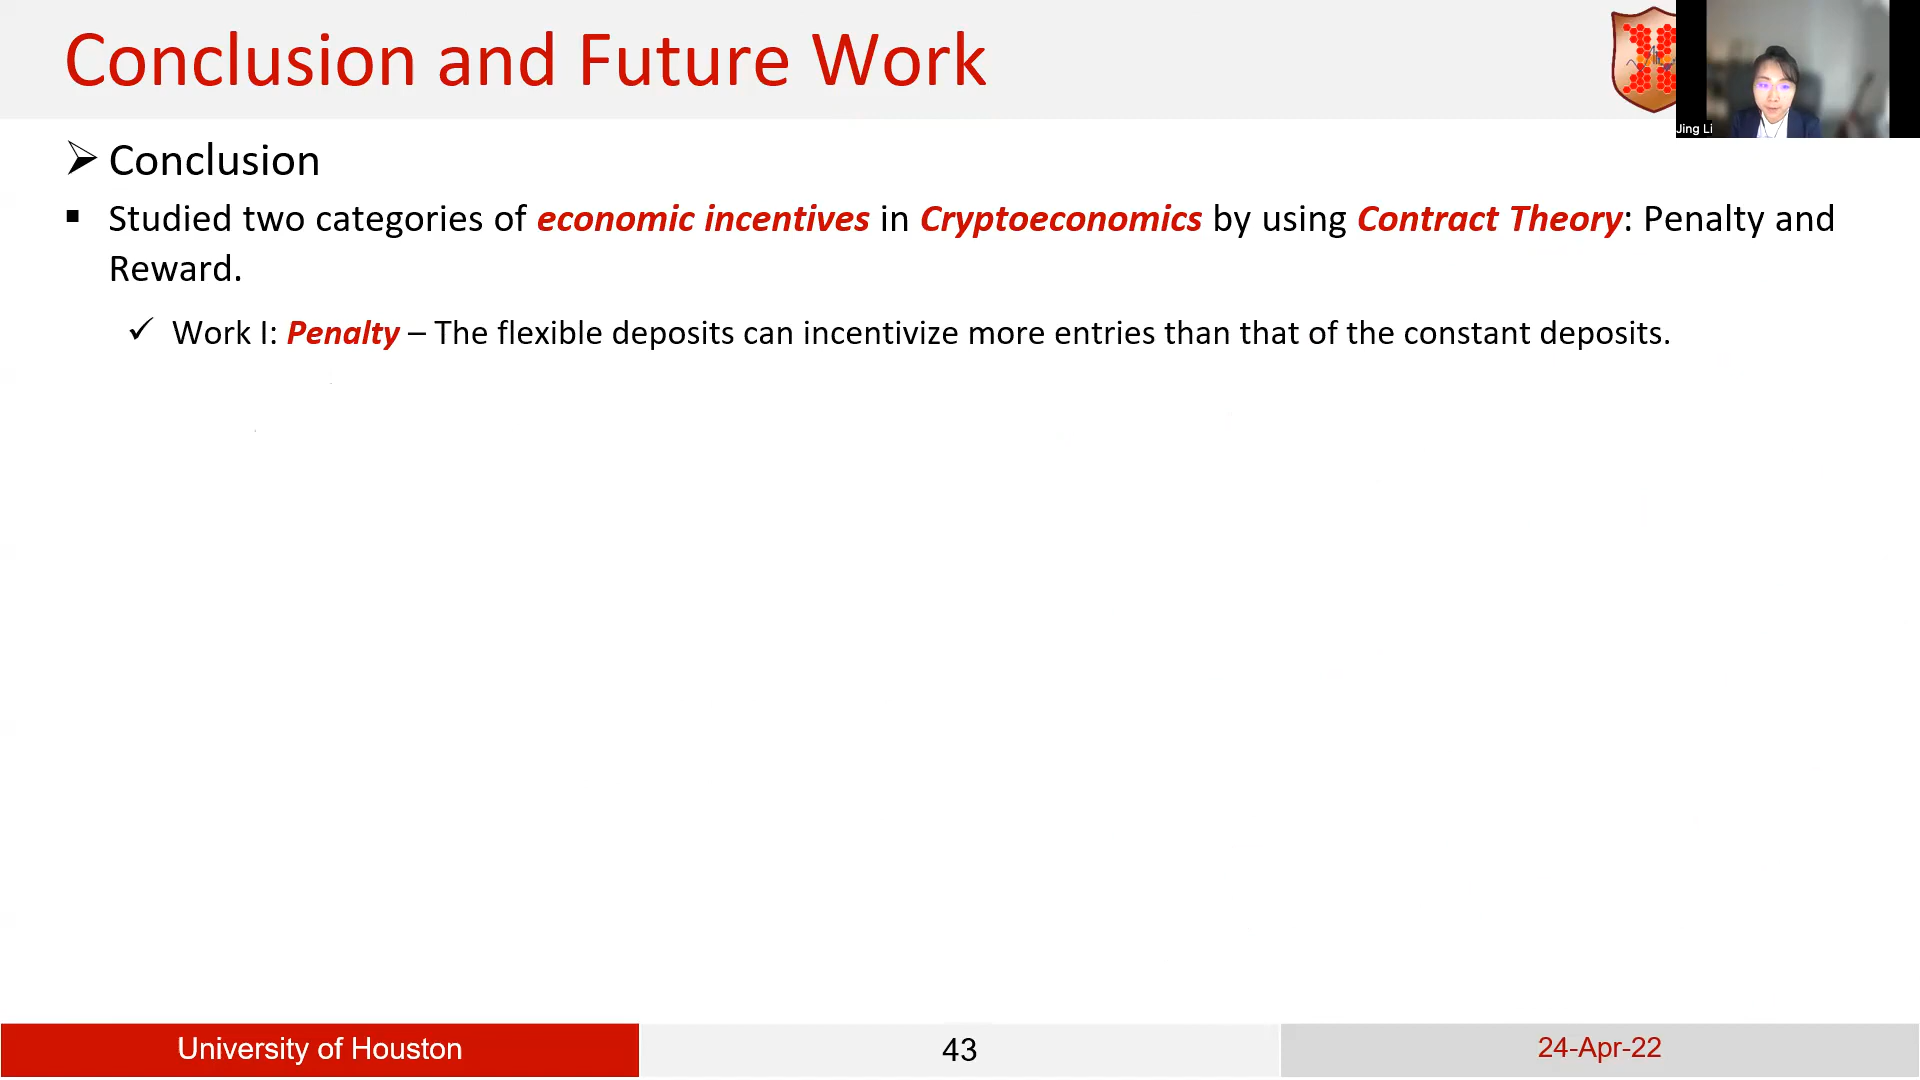 Conclusion and Future Work
Jing Li
Conclusion
Studied two categories of economic incentives in Cryptoeconomics by using Contract Theory: Penalty and
Reward.
Work I: Penalty – The flexible deposits can incentivize more entries than that of the constant deposits.
University of Houston
43
24-Apr-22